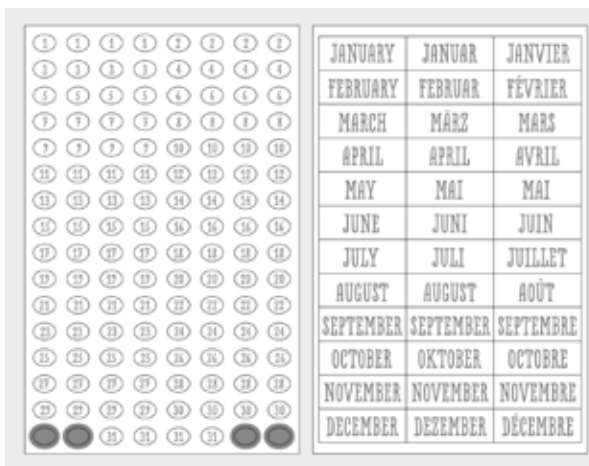 1 1 1 1 2 2 2 2
3 3 3 3 4 4 4 4
5 5 5 5 6 6 6 6
7 7 7 7 8 8 8 8
9 9 9 9 10 10 10 10
11 11 11 11 12 12 12 12
13 13 13 13 14 14 14 14
15 15 15 15 16 16 16 16
17 17 17 17 18 18 18 18
19 19 19 19 20 20 20 20
21 21 21 21 22 22 22 22
23 23 23 23 24 24 24 24
25 25 25 25 26 26 26 26
27 27 27 27 28 28 28 28
29 29 29 29 30 30 30 30
31 31 31 31
JANUARY JANUAR JANVIER
FEBRUARY FEBRUAR FÉVRIER
MARCH MÄRZ MARS
APRIL APRIL AVRIL
MAY MAI MAI
JUNE JUNI JUIN
JULY JULI JUILLET
AUGUST AUGUST AOÛT
SEPTEMBER SEPTEMBER SEPTEMBRE
OCTOBER OKTOBER OCTOBRE
NOVEMBER NOVEMBER NOVEMBRE
DECEMBER DEZEMBER DÉCEMBRE